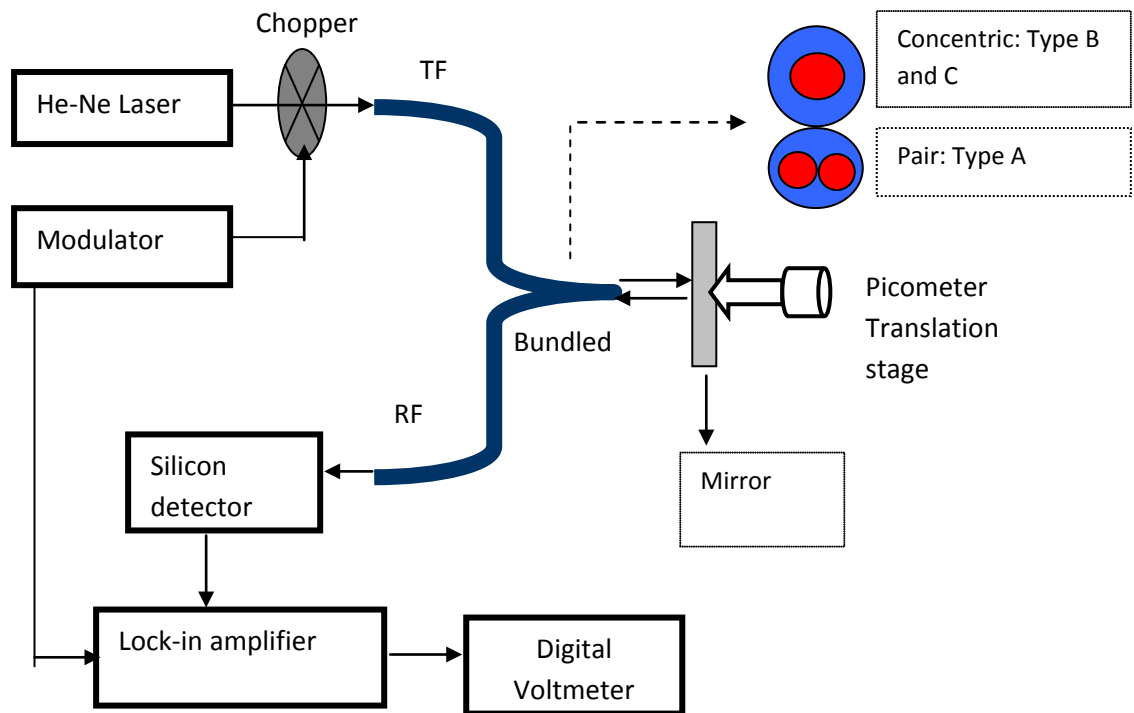 Chopper
TF
Concentric: Type B
and C
He-Ne Laser
Pair: Type A
Modulator
Picometer
Translation
stage
Bundled
RF
Silicon
detector
Mirror
Lock-in amplifier
Digital
Voltmeter